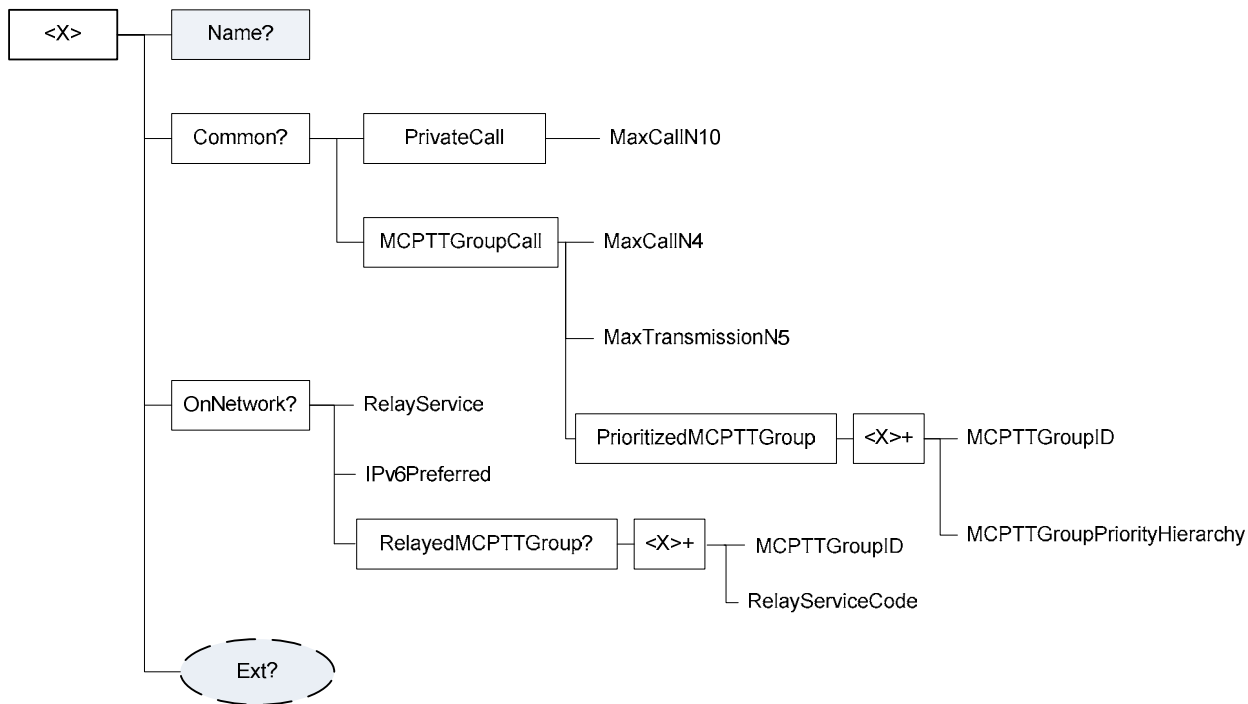 <X>
Name?
Common?
PrivateCall
MaxCallN10
MCPTTGroupCall
MaxCallN4
MaxTransmissionN5
OnNetwork?
RelayService
PrioritizedMCPTTGroup
<X>+
MCPTTGroupID
IPv6Preferred
MCPTTGroupPriorityHierarchy
RelayedMCPTTGroup?
<X>+
MCPTTGroupID
RelayServiceCode
Ext?